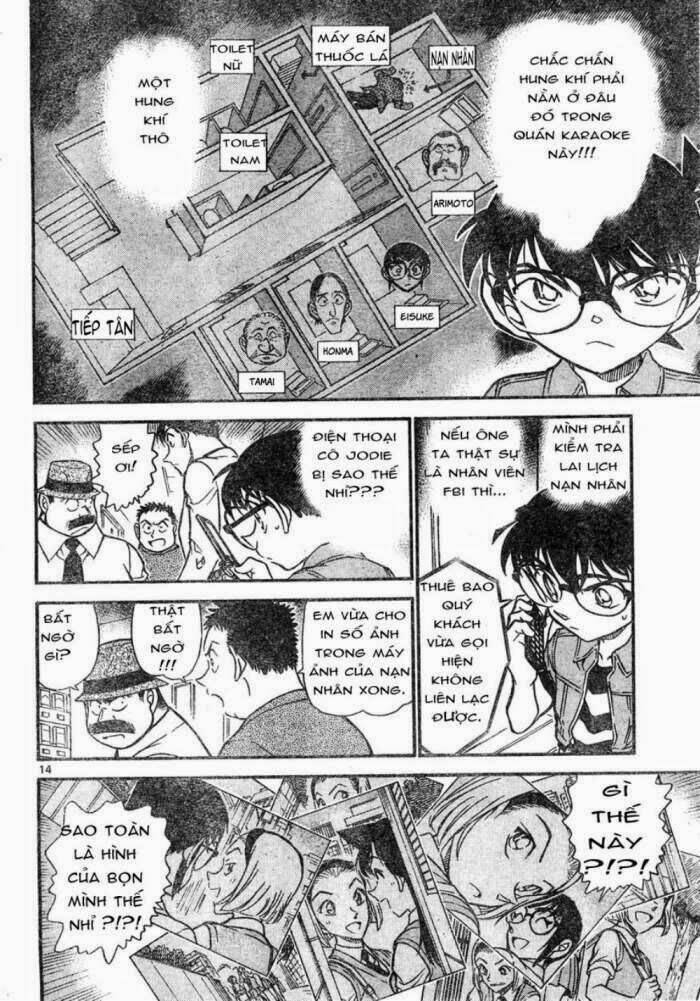 CHẮC CHẮN
HUNG KHÍ PHẢI
NẰM Ở ĐÂU
ĐÓ TRONG
QUÁN KARAOKE
NÀY!!!
MỘT
HUNG
KHÍ
THÔ
TOILET
NỮ
MÁY BÁN
THUỐC LÁ
NẠN NHÂN
TOILET
NAM
ARIMOTO
EISUKE
HONMA
TAMAI
TIẾP TÂN
MÌNH PHẢI
KIỂM TRA
LAI LỊCH
NẠN NHÂN
NẾU ÔNG
TA THẬT SỰ
LÀ NHÂN VIÊN
FBI THÌ...
THUÊ BAO
QUÝ
KHÁCH
VỪA GỌI
HIỆN
KHÔNG
LIÊN LẠC
ĐƯỢC.
ĐIỆN THOẠI
CÔ JODIE
BỊ SAO THẾ
NHỈ???
SẾP
ƠI!
EM VỪA CHO
IN SỐ ẢNH
TRONG MÁY
ẢNH CỦA NẠN
NHÂN XONG.
THẬT
BẤT
NGỜ
!!!
BẤT
NGỜ
GÌ?
14
GÌ
THẾ
NÀY
?!?!
SAO TOÀN
LÀ HÌNH
CỦA BỌN
MÌNH THẾ
NHỈ ?!?!